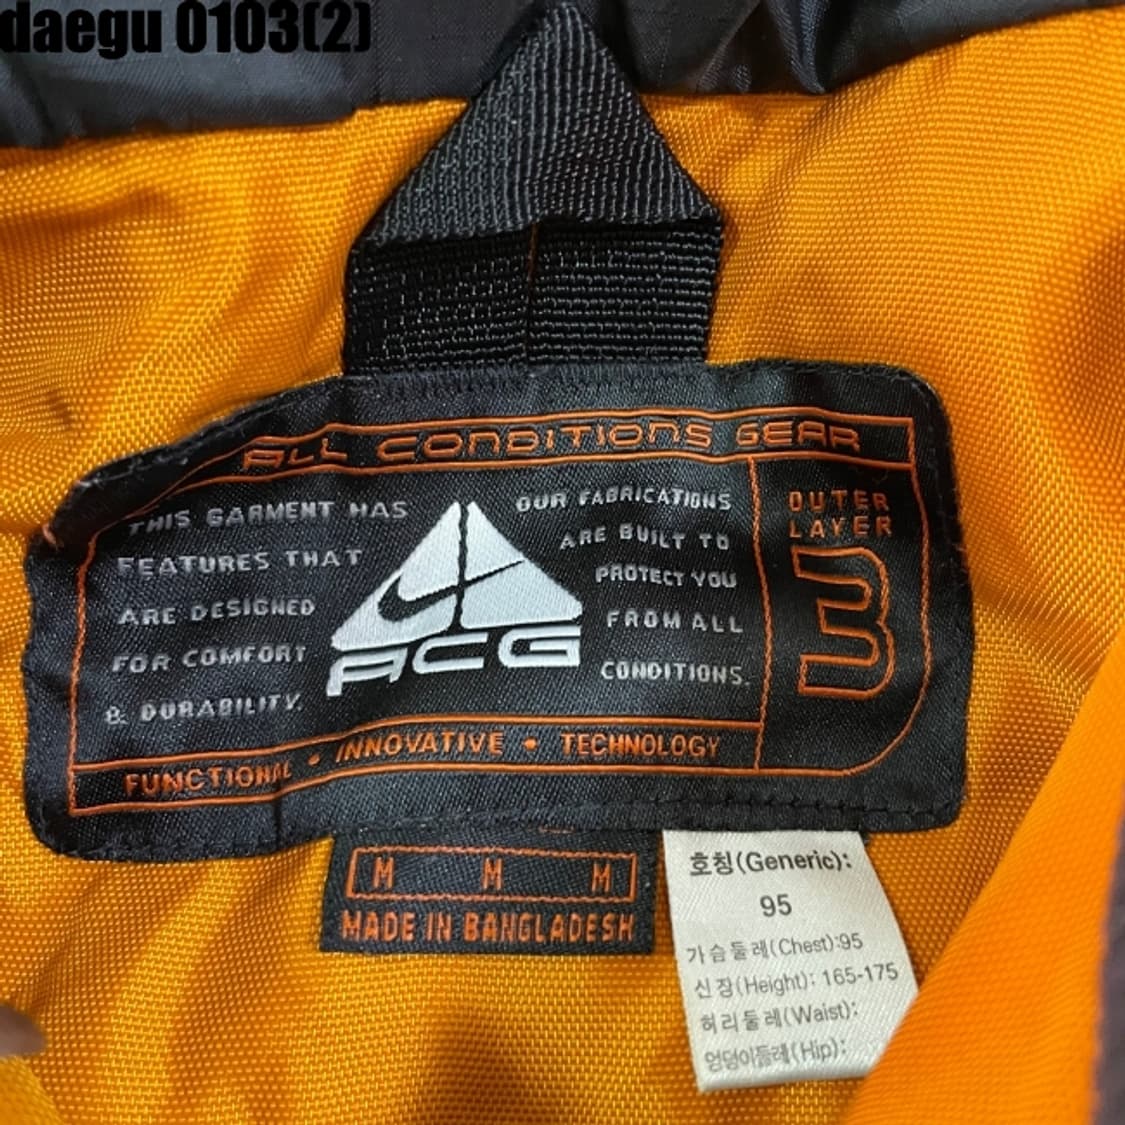 daegu 0103(2)
ALL CONDITIONS GEAR
THIS GARMENT HAS
FEATURES THAT
ARE DESIGNED
FOR COMFORT
& DURABILITY.
ACG
OUR FABRICATIONS
ARE BUILT TO
PROTECT YOU
FROM ALL
CONDITIONS.
OUTER
LAYER
3
FUNCTIONAL • INNOVATIVE • TECHNOLOGY
M M M
MADE IN BANGLADESH
호칭(Generic):
95
가슴둘레(Chest):95
신장(Height): 165-175
허리둘레(Waist):
엉덩이둘레(Hip):